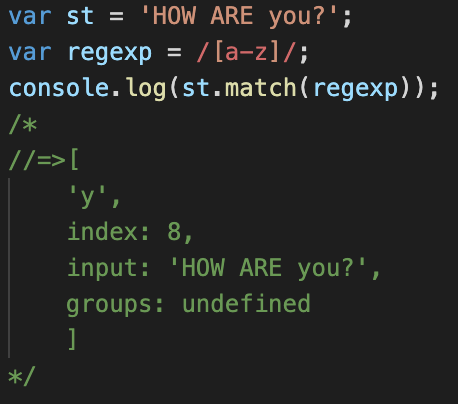 var st = 'HOW ARE you?';
var regexp = /[a-z]/;
console.log(st.match(regexp));
/*
//=>[
'y',
index: 8,
input: 'HOW ARE you?',
groups: undefined
]
*/